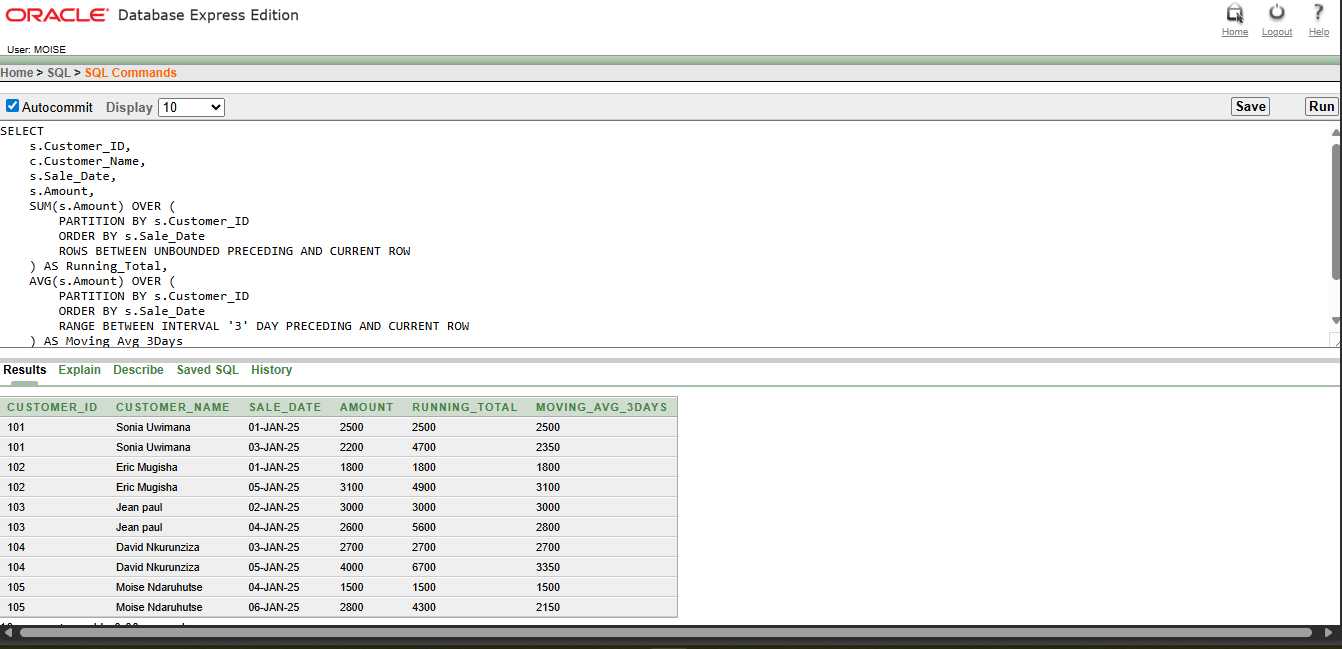 ORACLE® Database Express Edition
Home Logout Help
User: MOISE
Home > SQL > SQL Commands
Autocommit Display 10 Save Run
SELECT
s.Customer_ID,
c.Customer_Name,
s.Sale_Date,
s.Amount,
SUM(s.Amount) OVER (
PARTITION BY s.Customer_ID
ORDER BY s.Sale_Date
ROWS BETWEEN UNBOUNDED PRECEDING AND CURRENT ROW
) AS Running_Total,
AVG(s.Amount) OVER (
PARTITION BY s.Customer_ID
ORDER BY s.Sale_Date
RANGE BETWEEN INTERVAL '3' DAY PRECEDING AND CURRENT ROW
) AS Moving_Avg_3Days
Results Explain Describe Saved SQL History
CUSTOMER_ID CUSTOMER_NAME SALE_DATE AMOUNT RUNNING_TOTAL MOVING_AVG_3DAYS
101 Sonia Uwimana 01-JAN-25 2500 2500 2500
101 Sonia Uwimana 03-JAN-25 2200 4700 2350
102 Eric Mugisha 01-JAN-25 1800 1800 1800
102 Eric Mugisha 05-JAN-25 3100 4900 3100
103 Jean paul 02-JAN-25 3000 3000 3000
103 Jean paul 04-JAN-25 2600 5600 2800
104 David Nkurunziza 03-JAN-25 2700 2700 2700
104 David Nkurunziza 05-JAN-25 4000 6700 3350
105 Moise Ndaruhutse 04-JAN-25 1500 1500 1500
105 Moise Ndaruhutse 06-JAN-25 2800 4300 2150